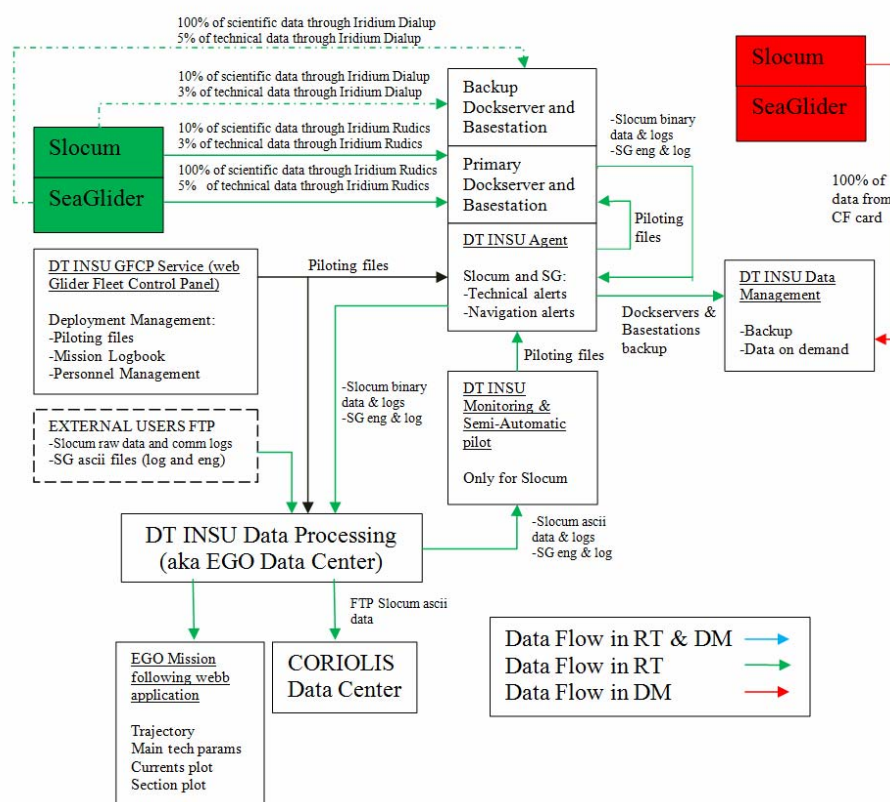 100% of scientific data through Iridium Dialup
5% of technical data through Iridium Dialup
10% of scientific data through Iridium Dialup
3% of technical data through Iridium Dialup
Slocum
SeaGlider
10% of scientific data through Iridium Rudics
3% of technical data through Iridium Rudics
100% of scientific data through Iridium Rudics
5% of technical data through Iridium Rudics
Backup
Dockserver and
Basestation
Primary
Dockserver and
Basestation
DT INSU Agent
Slocum and SG:
-Technical alerts
-Navigation alerts
-Slocum binary
data & logs
-SG eng & log
Piloting
files
Slocum
SeaGlider
100% of
data from
CF card
DT INSU GFCP Service (web
Glider Fleet Control Panel)
Deployment Management:
-Piloting files
-Mission Logbook
-Personnel Management
Piloting files
Dockservers &
Basestations
backup
DT INSU Data
Management
-Backup
-Data on demand
Piloting files
-Slocum binary
data & logs
-SG eng & log
DT INSU
Monitoring &
Semi-Automatic
pilot
Only for Slocum
EXTERNAL USERS FTP
-Slocum raw data and comm logs
-SG ascii files (log and eng)
DT INSU Data Processing
(aka EGO Data Center)
-Slocum ascii
data & logs
-SG eng & log
FTP Slocum ascii
data
EGO Mission
following webb
application
Trajectory
Main tech params
Currents plot
Section plot
CORIOLIS
Data Center
Data Flow in RT & DM
Data Flow in RT
Data Flow in DM